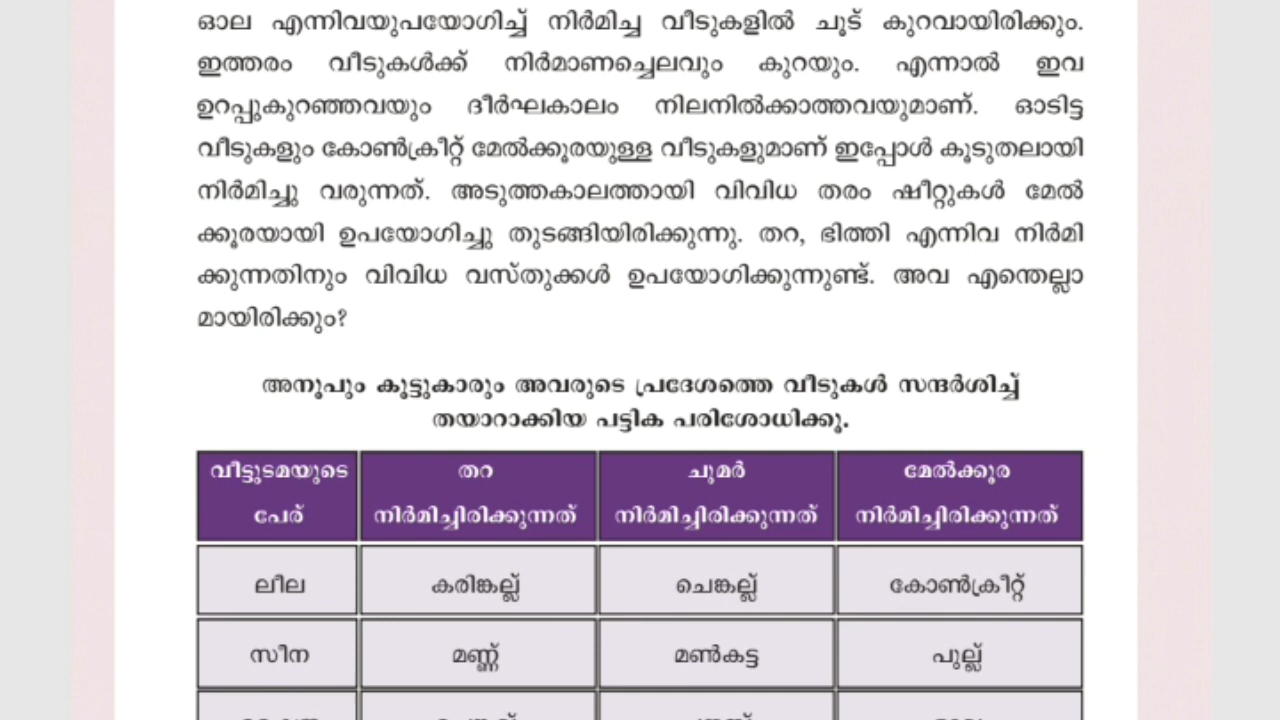 ഓല എന്നിവയുപയോഗിച്ച് നിർമിച്ച വീടുകളിൽ ചൂട് കുറവായിരിക്കും.
ഇത്തരം വീടുകൾക്ക് നിർമാണച്ചെലവും കുറയും. എന്നാൽ ഇവ
ഉറപ്പുകുറഞ്ഞവയും ദീർഘകാലം നിലനിൽക്കാത്തവയുമാണ്. ഓടിട്ട
വീടുകളും കോൺക്രീറ്റ് മേൽക്കൂരയുള്ള വീടുകളുമാണ് ഇപ്പോൾ കൂടുതലായി
നിർമിച്ചു വരുന്നത്. അടുത്തകാലത്തായി വിവിധ തരം ഷീറ്റുകൾ മേൽ
ക്കൂരയായി ഉപയോഗിച്ചു തുടങ്ങിയിരിക്കുന്നു. തറ, ഭിത്തി എന്നിവ നിർമി
ക്കുന്നതിനും വിവിധ വസ്തുക്കൾ ഉപയോഗിക്കുന്നുണ്ട്. അവ എന്തെല്ലാ
മായിരിക്കും?
അനൂപും കൂട്ടുകാരും അവരുടെ പ്രദേശത്തെ വീടുകൾ സന്ദർശിച്ച്
തയാറാക്കിയ പട്ടിക പരിശോധിക്കൂ.
വീട്ടുടമയുടെ പേര് തറ നിർമിച്ചിരിക്കുന്നത് ചുമർ നിർമിച്ചിരിക്കുന്നത് മേൽക്കൂര നിർമിച്ചിരിക്കുന്നത്
ലീല കരിങ്കല്ല് ചെങ്കല്ല് കോൺക്രീറ്റ്
സീന മണ്ണ് മൺകട്ട പുല്ല്